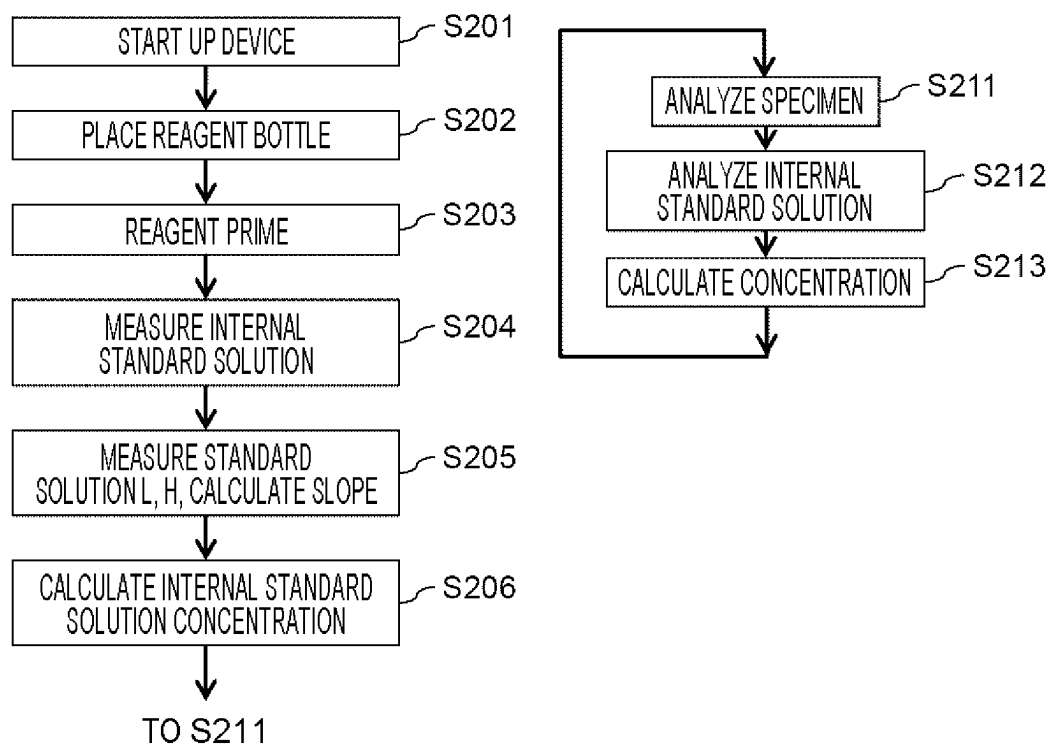 START UP DEVICE
S201
PLACE REAGENT BOTTLE
S202
REAGENT PRIME
S203
MEASURE INTERNAL
STANDARD SOLUTION
S204
MEASURE STANDARD
SOLUTION L, H, CALCULATE SLOPE
S205
CALCULATE INTERNAL STANDARD
SOLUTION CONCENTRATION
S206
TO S211
ANALYZE SPECIMEN
S211
ANALYZE INTERNAL
STANDARD SOLUTION
S212
CALCULATE CONCENTRATION
S213